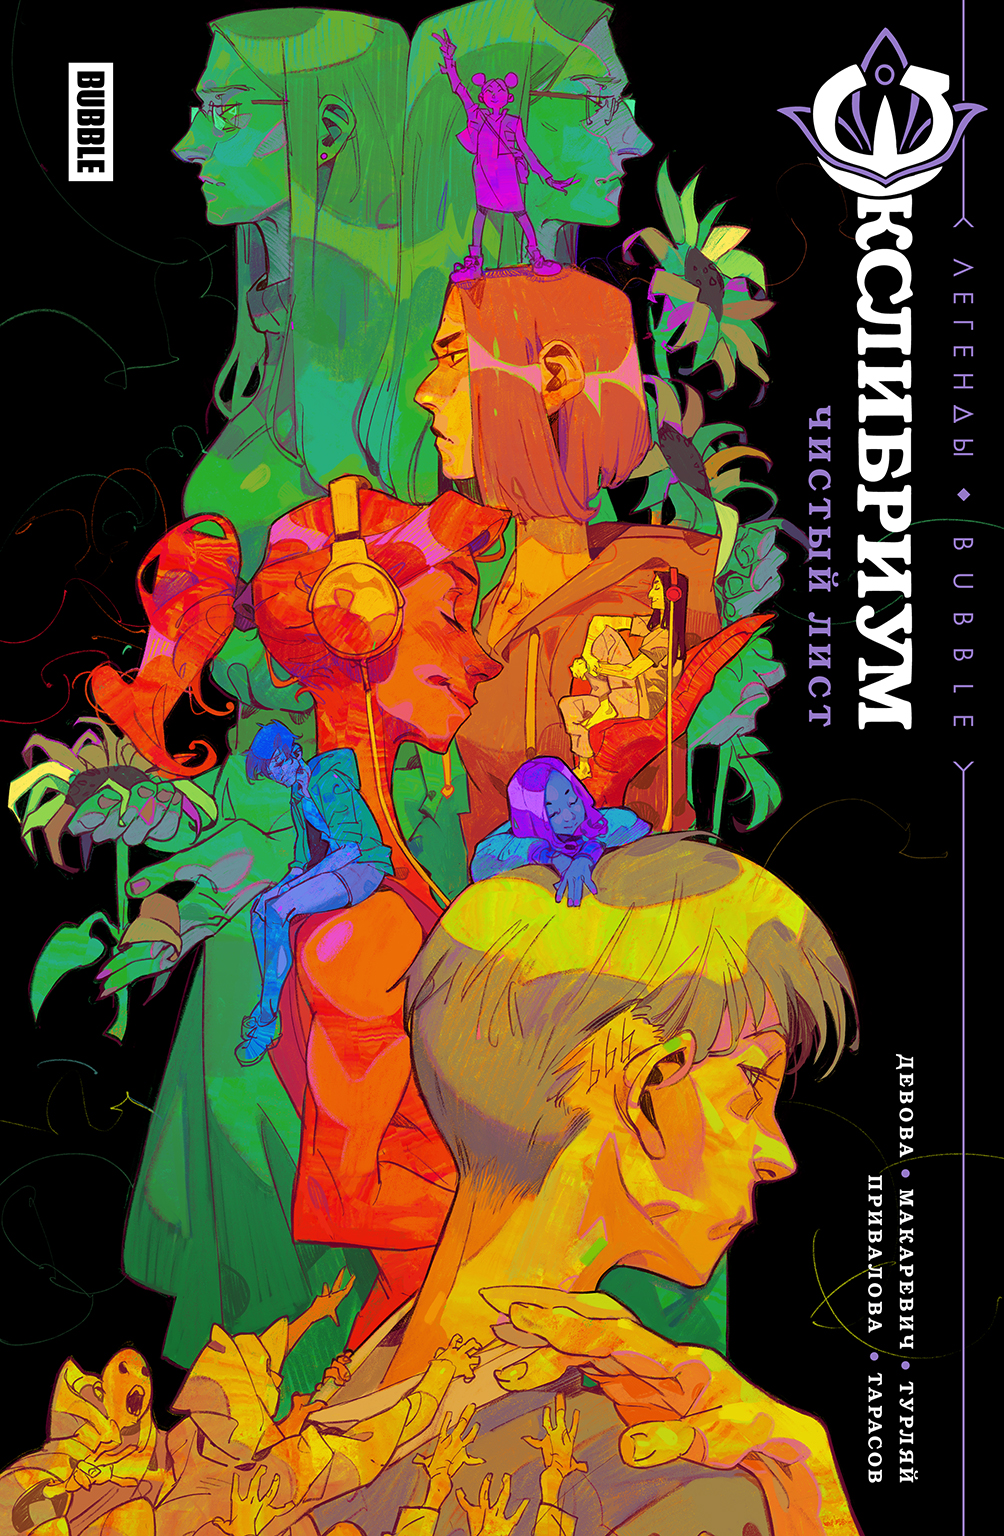 BUBBLE
ЛЕГЕНДЫ ◆ BUBBLE
ЭКСЛИБРИУМ
ЧИСТЫЙ ЛИСТ
ДЕВОВА • МАКАРЕВИЧ • ТУРЛЯЙ
ПРИВАЛОВА • ТАРАСОВ